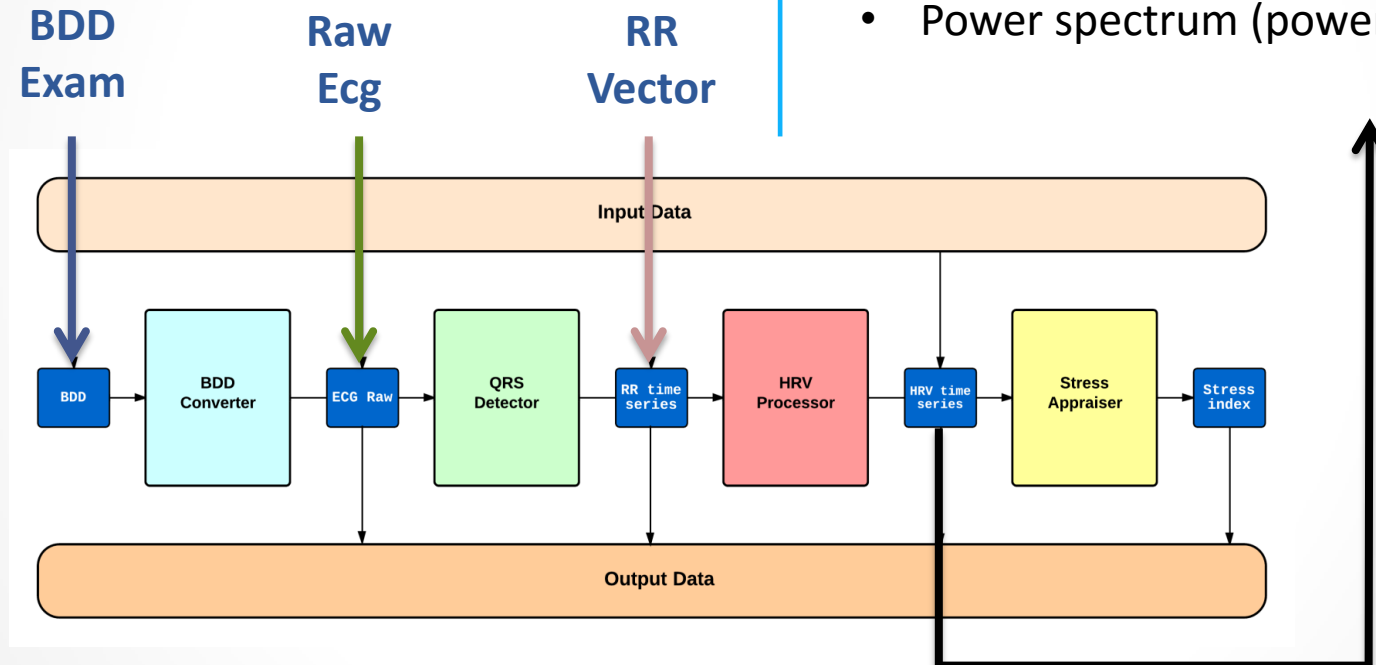 BDD
Exam
Raw
Ecg
RR
Vector
• Power spectrum (power
Input Data
BDD
BDD
Converter
ECG Raw
QRS
Detector
RR time
series
HRV
Processor
HRV time
series
Stress
Appraiser
Stress
index
Output Data